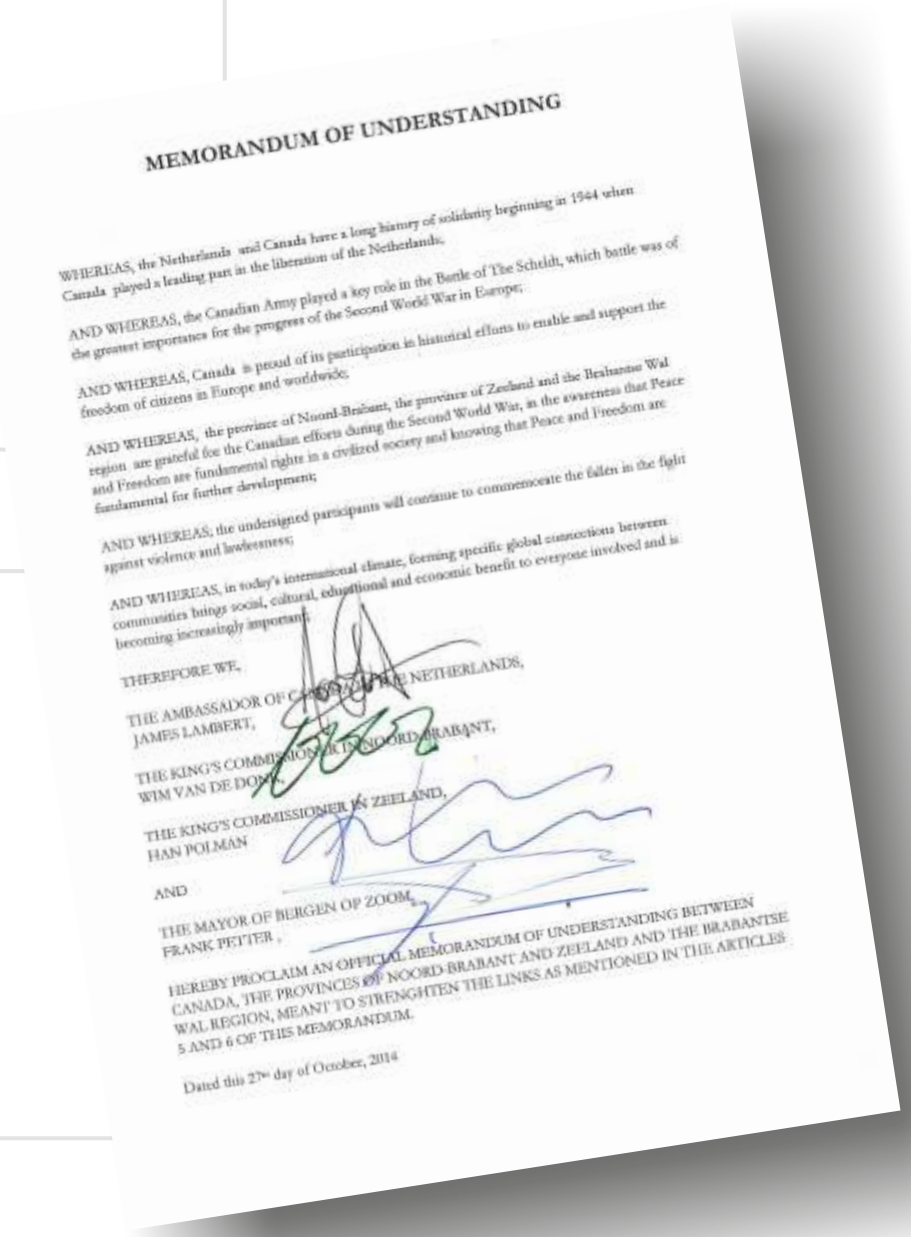 MEMORANDUM OF UNDERSTANDING
WHEREAS, the Netherlands and Canada have a long history of solidarity beginning in 1944 when
Canada played a leading part in the liberation of the Netherlands;
AND WHEREAS, the Canadian Army played a key role in the Battle of The Scheldt, which battle was of
the greatest importance for the progress of the Second World War in Europe;
AND WHEREAS, Canada is proud of its participation in historical efforts to enable and support the
freedom of citizens in Europe and worldwide;
AND WHEREAS, the province of Noord-Brabant, the province of Zeeland and the Brabantse Wal
region are grateful for the Canadian efforts during the Second World War, in the awareness that Peace
and Freedom are fundamental rights in a civilized society and knowing that Peace and Freedom are
fundamental for further development;
AND WHEREAS, the undersigned participants will continue to commemorate the fallen in the fight
against violence and lawlessness;
AND WHEREAS, in today's international climate, forming specific global connections between
communities brings social, cultural, educational and economic benefit to everyone involved and is
becoming increasingly important;
THEREFORE WE,
THE AMBASSADOR OF NETHERLANDS,
JAMES LAMBERT,
THE KING'S COMMISSIONER IN NOORD-BRABANT,
WIM VAN DE DONK,
THE KING'S COMMISSIONER IN ZEELAND,
HAN POLMAN
AND
THE MAYOR OF BERGEN OP ZOOM,
FRANK PETTER ,
HEREBY PROCLAIM AN OFFICIAL MEMORANDUM OF UNDERSTANDING BETWEEN
CANADA, THE PROVINCES OF NOORD-BRABANT AND ZEELAND AND THE BRABANTSE
WAL REGION, MEANT TO STRENGHTEN THE LINKS AS MENTIONED IN THE ARTICLES
5 AND 6 OF THIS MEMORANDUM.
Dated this 27th day of October, 2014